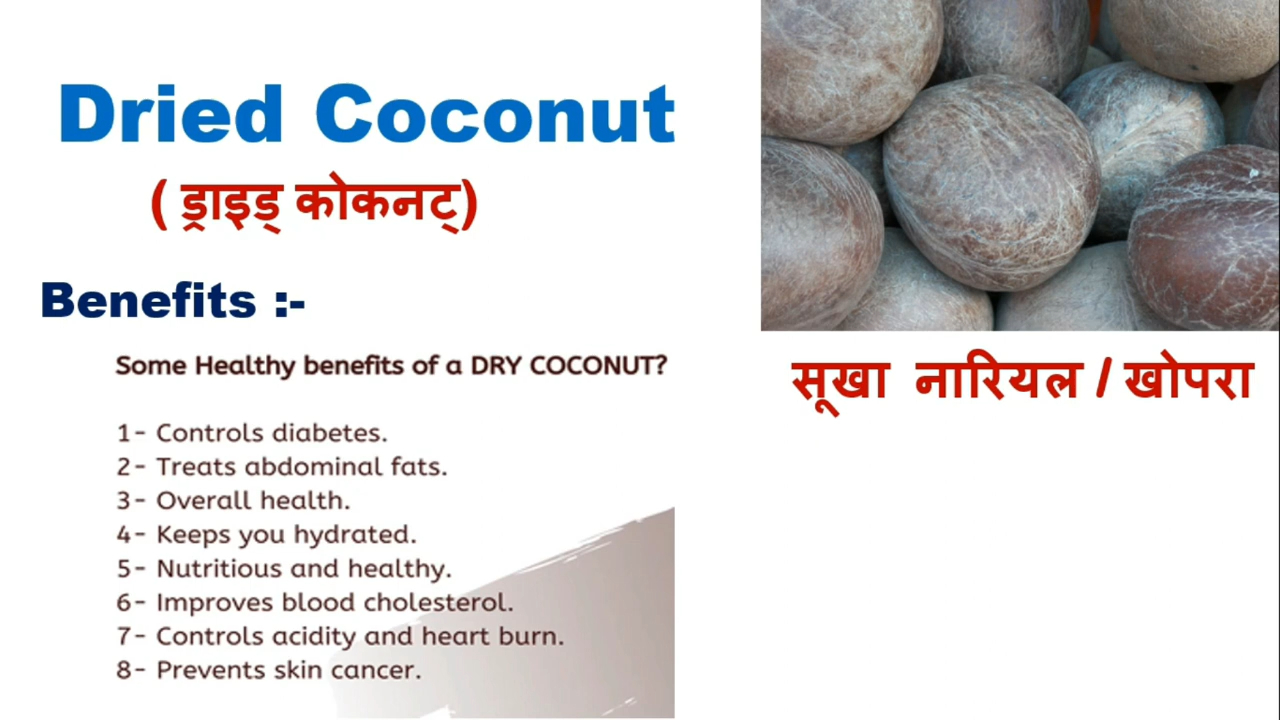 Dried Coconut
( ड्राइड् कोकनट्)
Benefits :-
Some Healthy benefits of a DRY COCONUT?
1- Controls diabetes.
2- Treats abdominal fats.
3- Overall health.
4- Keeps you hydrated.
5- Nutritious and healthy.
6- Improves blood cholesterol.
7- Controls acidity and heart burn.
8- Prevents skin cancer.
सूखा नारियल / खोपरा